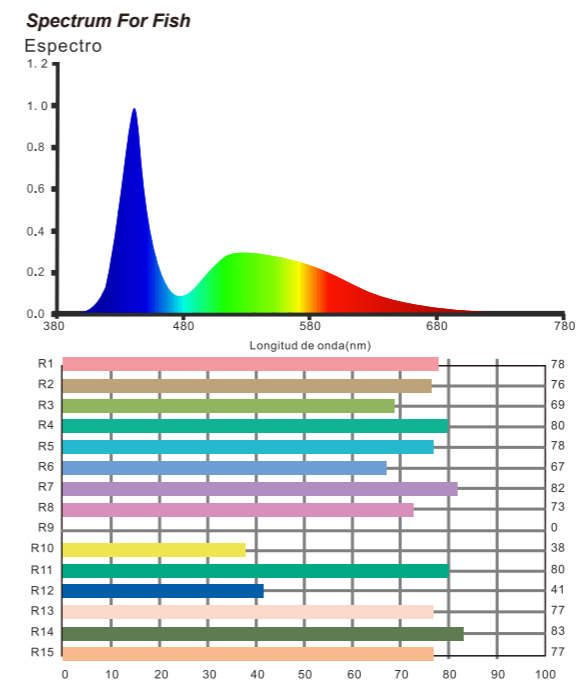 Spectrum For Fish
Espectro
1.2
1.0
0.8
0.6
0.4
0.2
0.0
380 480 580 680 780
Longitud de onda(nm)
R1 78
R2 76
R3 69
R4 80
R5 78
R6 67
R7 82
R8 73
R9 0
R10 38
R11 80
R12 41
R13 77
R14 83
R15 77
0 10 20 30 40 50 60 70 80 90 100